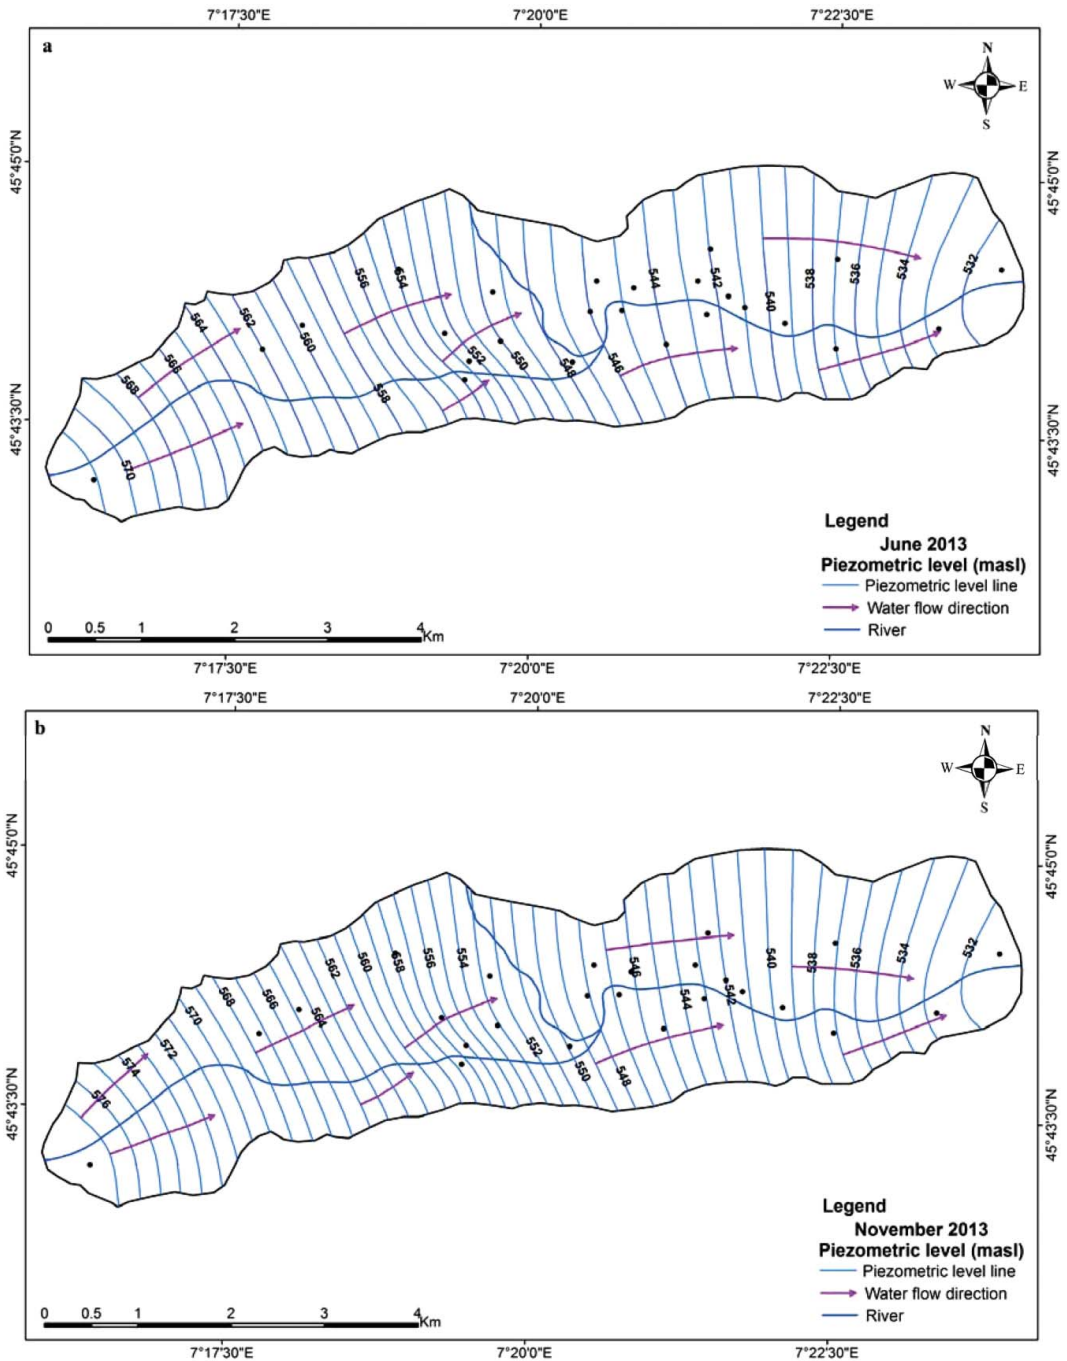 7°17'30"E 7°20'0"E 7°22'30"E
a
N
W E
S
45°45'0"N 45°45'0"N
45°43'30"N 45°43'30"N
556 554 544 542 538 536 534 532
564 562 560 540
568 566 552 550 548 546
558
570
Legend
June 2013
Piezometric level (masl)
Piezometric level line
Water flow direction
River
0 0.5 1 2 3 4 Km
7°17'30"E 7°20'0"E 7°22'30"E
7°17'30"E 7°20'0"E 7°22'30"E
b
N
W E
S
45°45'0"N 45°45'0"N
45°43'30"N 45°43'30"N
562 560 558 556 554 546 540 538 536 534 532
570 568 566 564 544 542
576 574 572 552 550 548
Legend
November 2013
Piezometric level (masl)
Piezometric level line
Water flow direction
River
0 0.5 1 2 3 4 Km
7°17'30"E 7°20'0"E 7°22'30"E